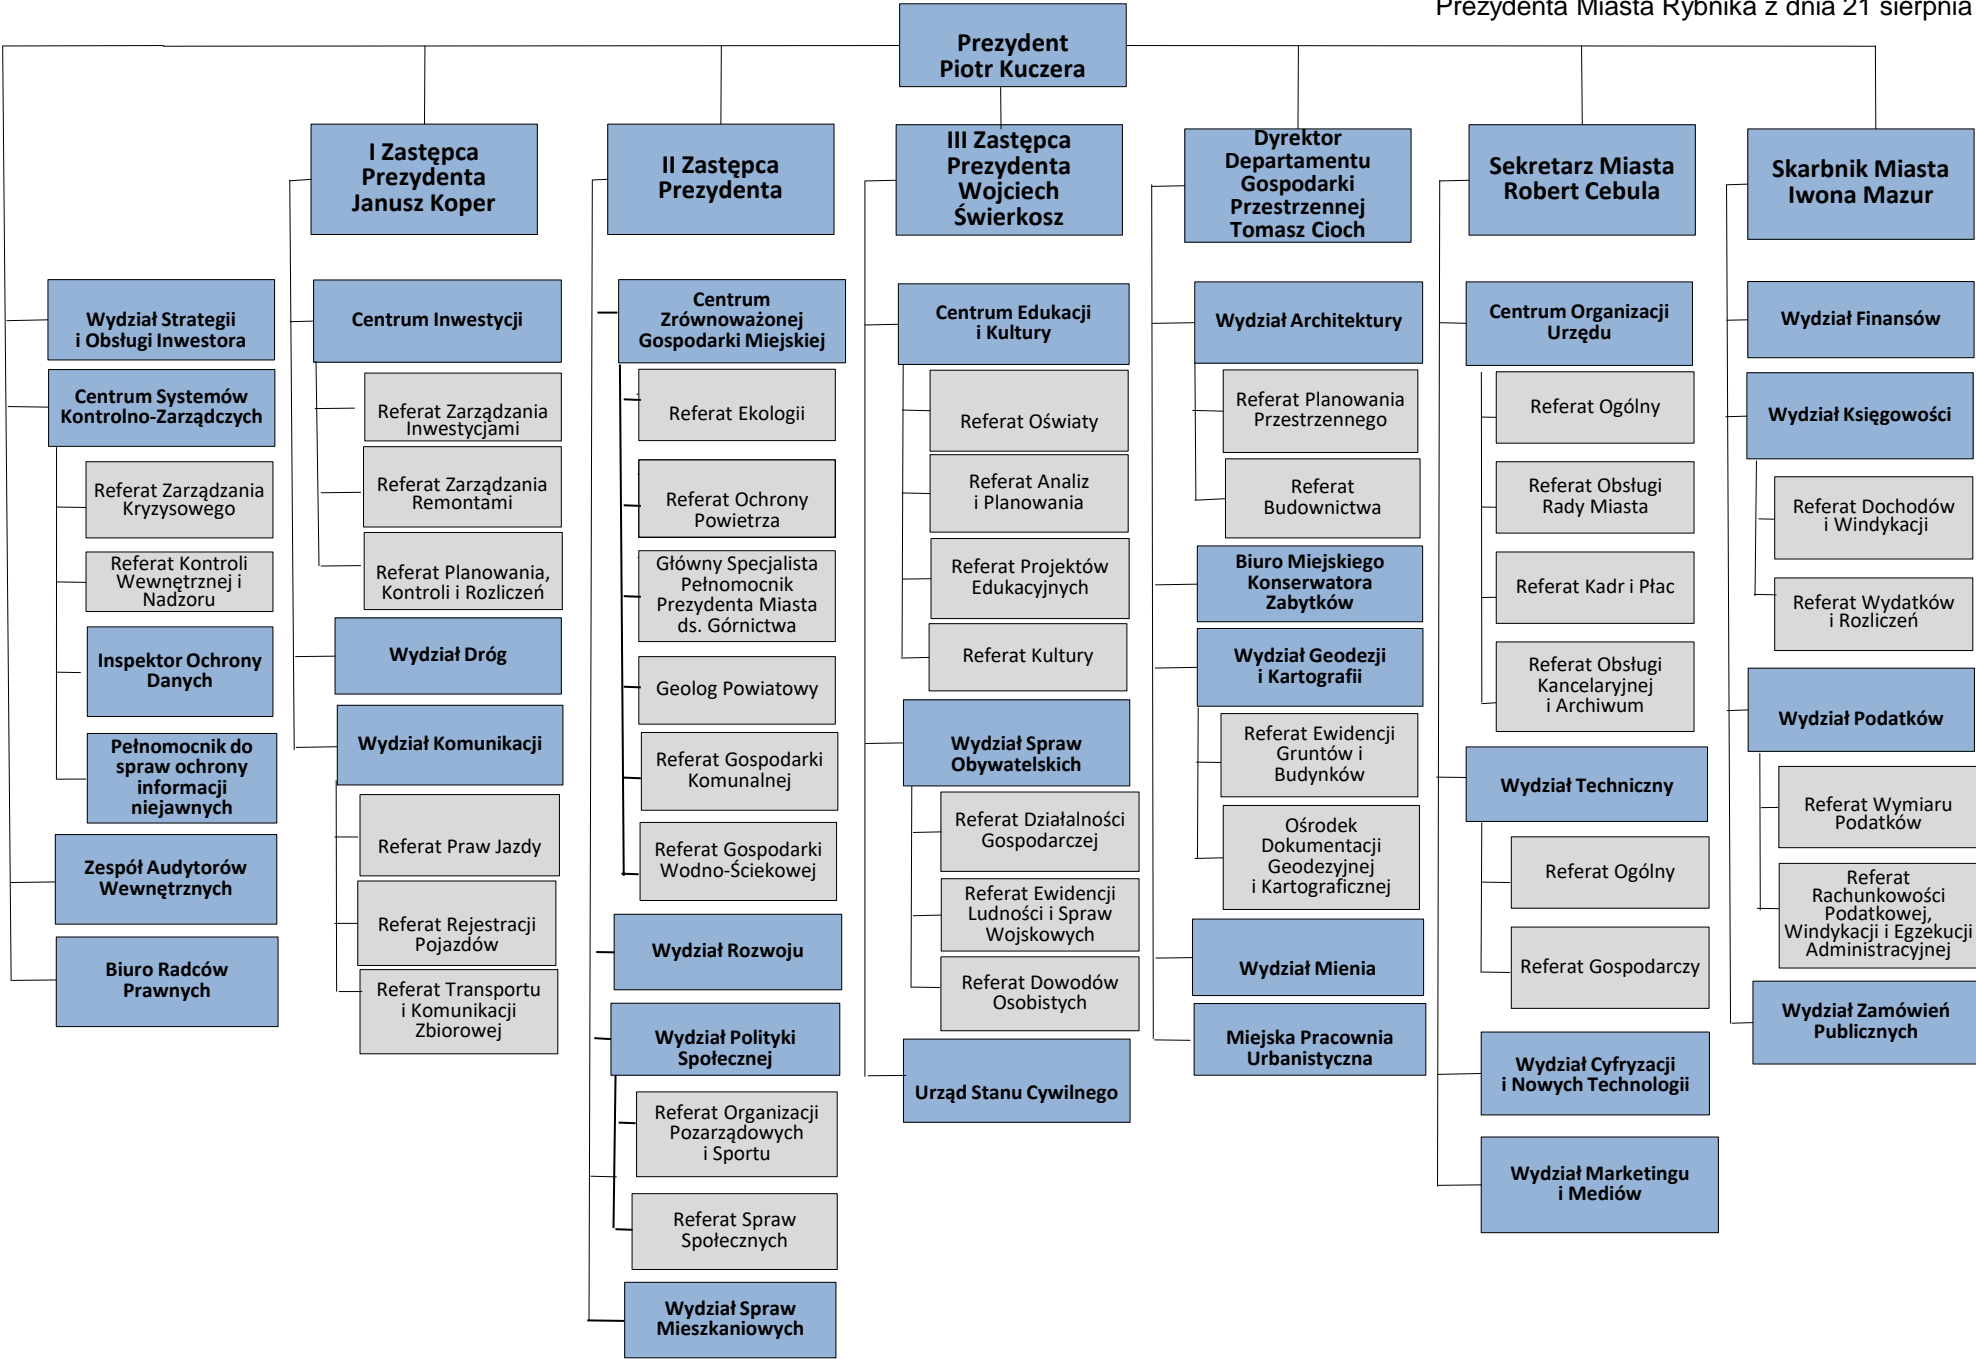 Prezydenta Miasta Rybnika z dnia 21 sierpnia
Prezydent
Piotr Kuczera
I Zastępca
Prezydenta
Janusz Koper
II Zastępca
Prezydenta
III Zastępca
Prezydenta
Wojciech
Świerkosz
Dyrektor
Departamentu
Gospodarki
Przestrzennej
Tomasz Cioch
Sekretarz Miasta
Robert Cebula
Skarbnik Miasta
Iwona Mazur
Wydział Strategii
i Obsługi Inwestora
Centrum Systemów
Kontrolno-Zarządczych
Referat Zarządzania
Kryzysowego
Referat Kontroli
Wewnętrznej i
Nadzoru
Inspektor Ochrony
Danych
Pełnomocnik do
spraw ochrony
informacji
niejawnych
Zespół Audytorów
Wewnętrznych
Biuro Radców
Prawnych
Centrum Inwestycji
Referat Zarządzania
Inwestycjami
Referat Zarządzania
Remontami
Referat Planowania,
Kontroli i Rozliczeń
Wydział Dróg
Wydział Komunikacji
Referat Praw Jazdy
Referat Rejestracji
Pojazdów
Referat Transportu
i Komunikacji
Zbiorowej
Centrum
Zrównoważonej
Gospodarki Miejskiej
Referat Ekologii
Referat Ochrony
Powietrza
Główny Specjalista
Pełnomocnik
Prezydenta Miasta
ds. Górnictwa
Geolog Powiatowy
Referat Gospodarki
Komunalnej
Referat Gospodarki
Wodno-Ściekowej
Wydział Rozwoju
Wydział Polityki
Społecznej
Referat Organizacji
Pozarządowych
i Sportu
Referat Spraw
Społecznych
Wydział Spraw
Mieszkaniowych
Centrum Edukacji
i Kultury
Referat Oświaty
Referat Analiz
i Planowania
Referat Projektów
Edukacyjnych
Referat Kultury
Wydział Spraw
Obywatelskich
Referat Działalności
Gospodarczej
Referat Ewidencji
Ludności i Spraw
Wojskowych
Referat Dowodów
Osobistych
Urząd Stanu Cywilnego
Wydział Architektury
Referat Planowania
Przestrzennego
Referat
Budownictwa
Biuro Miejskiego
Konserwatora
Zabytków
Wydział Geodezji
i Kartografii
Referat Ewidencji
Gruntów i
Budynków
Ośrodek
Dokumentacji
Geodezyjnej
i Kartograficznej
Wydział Mienia
Miejska Pracownia
Urbanistyczna
Centrum Organizacji
Urzędu
Referat Ogólny
Referat Obsługi
Rady Miasta
Referat Kadr i Płac
Referat Obsługi
Kancelaryjnej
i Archiwum
Wydział Techniczny
Referat Ogólny
Referat Gospodarczy
Wydział Cyfryzacji
i Nowych Technologii
Wydział Marketingu
i Mediów
Wydział Finansów
Wydział Księgowości
Referat Dochodów
i Windykacji
Referat Wydatków
i Rozliczeń
Wydział Podatków
Referat Wymiaru
Podatków
Referat
Rachunkowości
Podatkowej,
Windykacji i Egzekucji
Administracyjnej
Wydział Zamówień
Publicznych